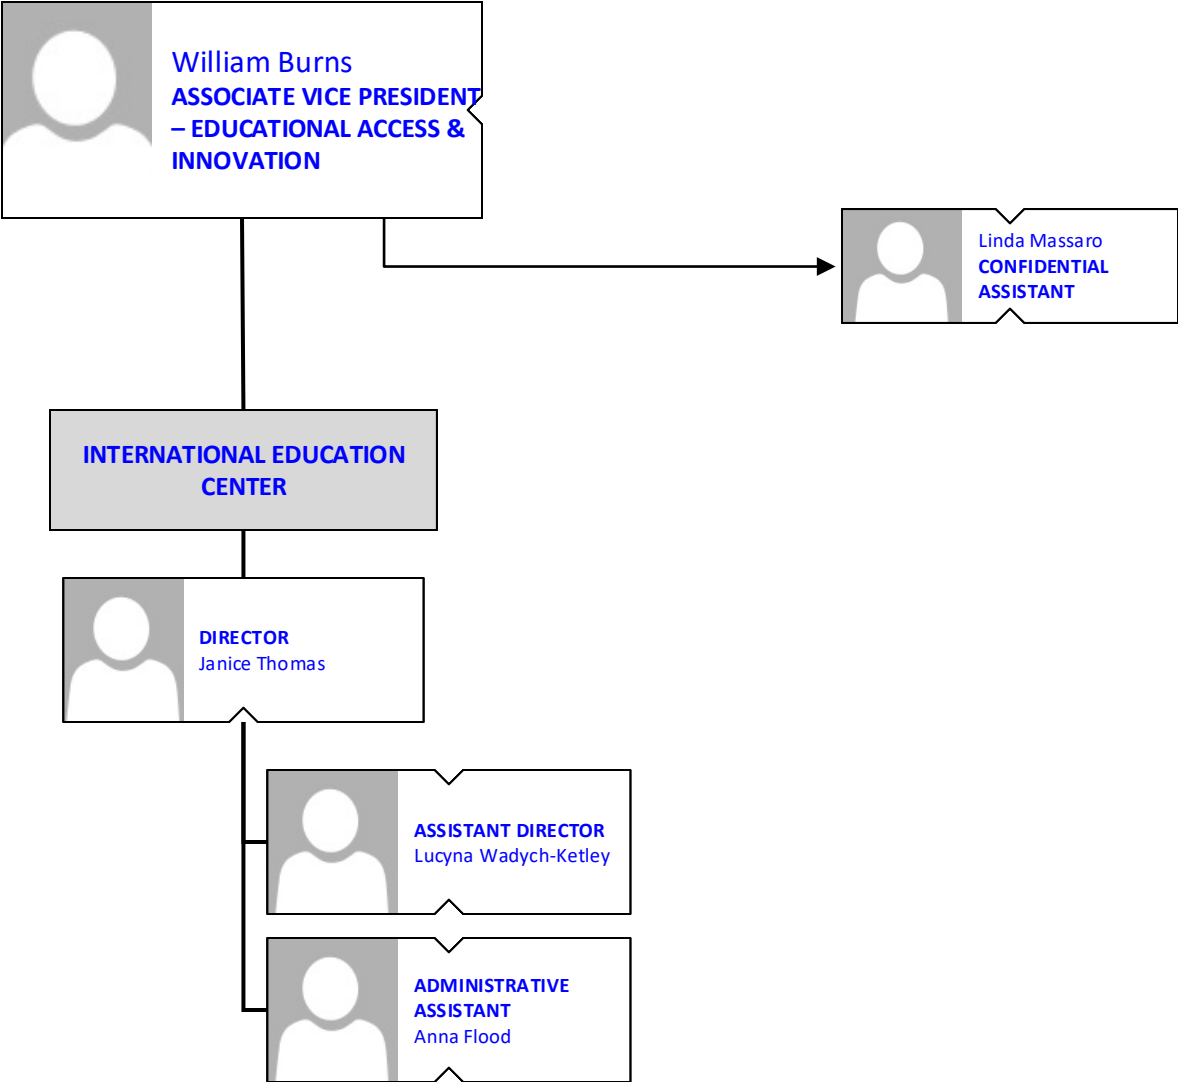 William Burns
ASSOCIATE VICE PRESIDENT
– EDUCATIONAL ACCESS &
INNOVATION
Linda Massaro
CONFIDENTIAL
ASSISTANT
INTERNATIONAL EDUCATION
CENTER
DIRECTOR
Janice Thomas
ASSISTANT DIRECTOR
Lucyna Wadych-Ketley
ADMINISTRATIVE
ASSISTANT
Anna Flood